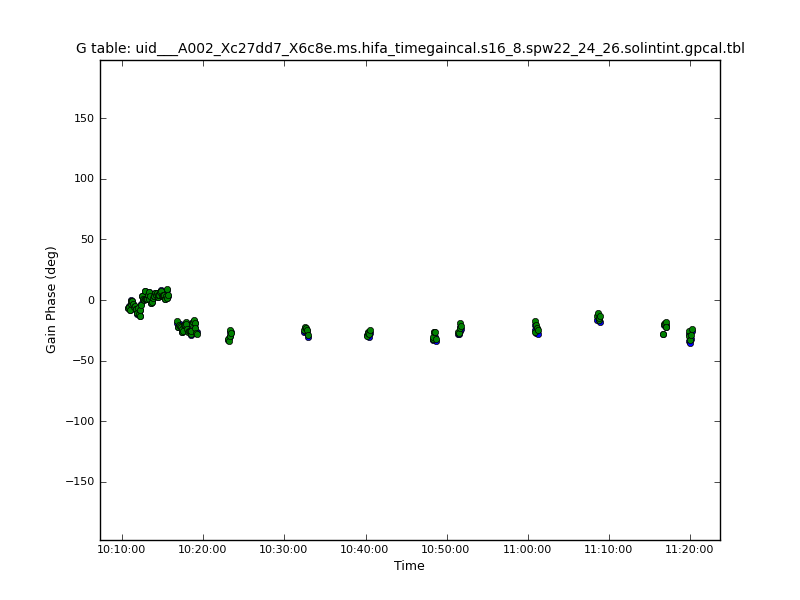 G table: uid___A002_Xc27dd7_X6c8e.ms.hifa_timegaincal.s16_8.spw22_24_26.solintint.gpcal.tbl
150
100
50
0
−50
−100
−150
Gain Phase (deg)
10:10:00 10:20:00 10:30:00 10:40:00 10:50:00 11:00:00 11:10:00 11:20:00
Time